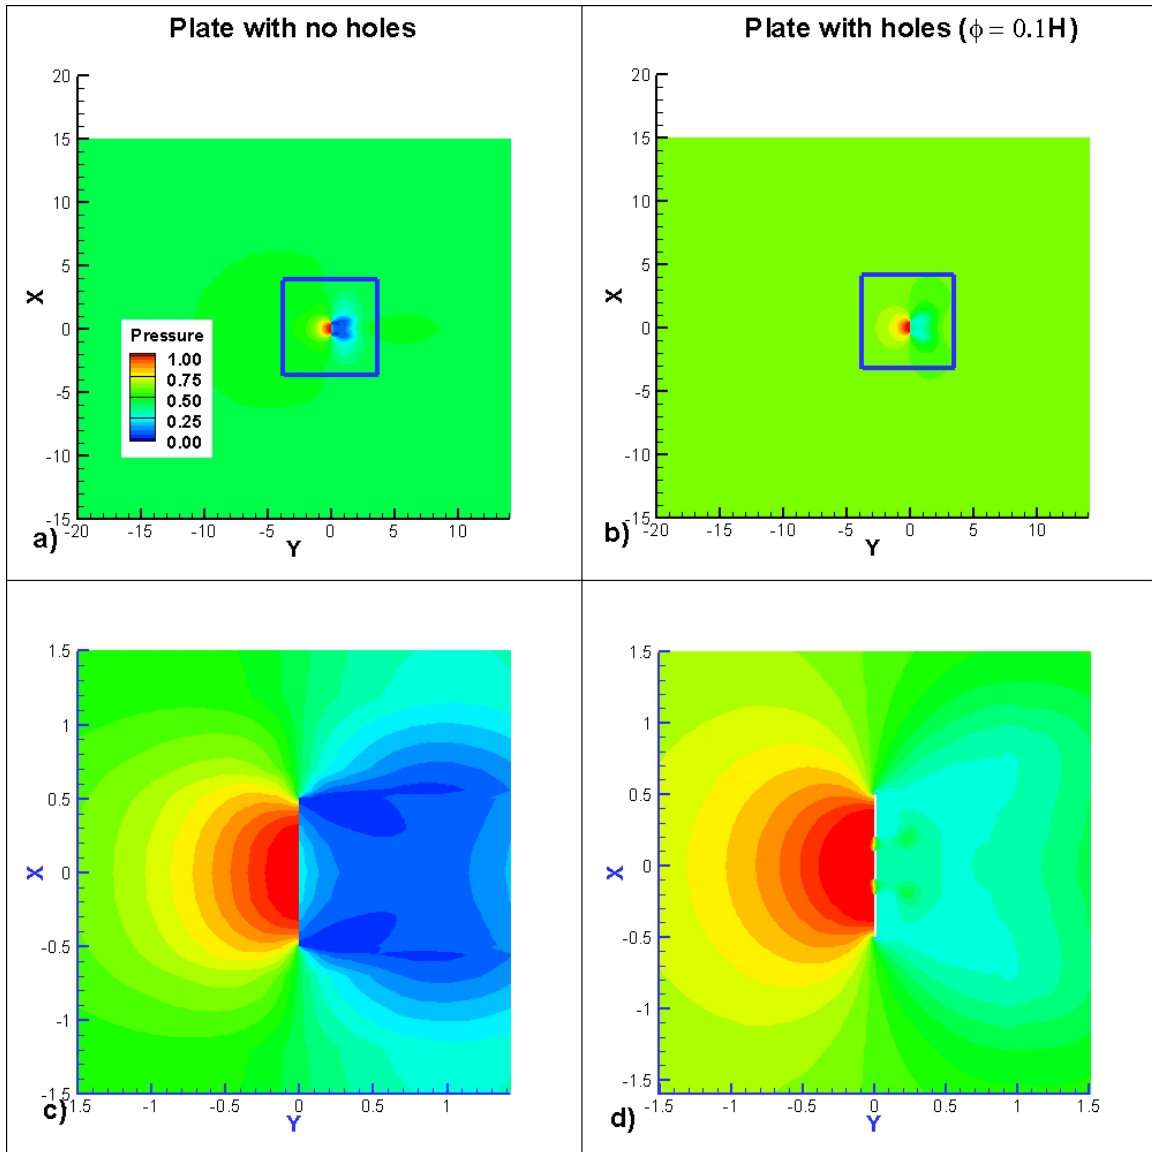 Plate with no holes
Plate with holes (ϕ = 0.1H)
20
15
10
5
0
-5
-10
-15
X
-20 -15 -10 -5 0 5 10
Y
Pressure
1.00
0.75
0.50
0.25
0.00
a)
20
15
10
5
0
-5
-10
-15
X
-20 -15 -10 -5 0 5 10
Y
b)
1.5
1
0.5
0
-0.5
-1
-1.5
X
1.5 -1 -0.5 0 0.5 1
Y
c)
1.5
1
0.5
0
-0.5
-1
-1.5
X
-1.5 -1 -0.5 0 0.5 1 1.5
Y
d)